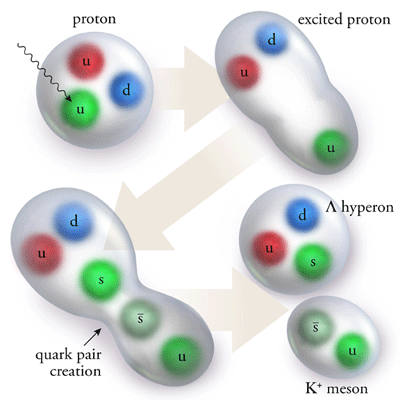 proton
u
d
u
excited proton
d
u
u
d
u
s
s̄
u
quark pair
creation
Λ hyperon
d
u
s
s̄
u
K⁺ meson